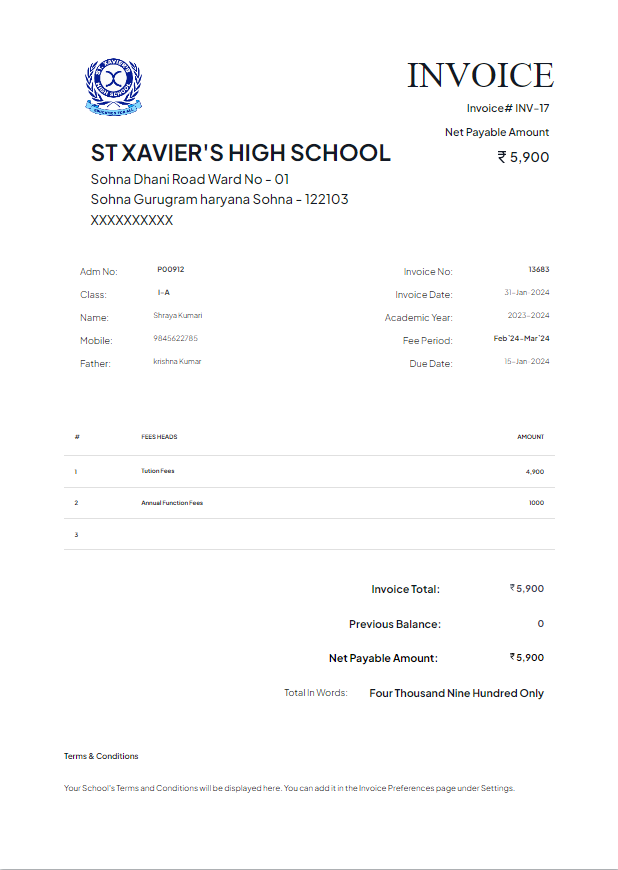 ST. XAVIER'S
HIGH SCHOOL
EDUCATION FOR ALL
INVOICE
Invoice# INV-17
Net Payable Amount
₹ 5,900
ST XAVIER'S HIGH SCHOOL
Sohna Dhani Road Ward No - 01
Sohna Gurugram haryana Sohna - 122103
XXXXXXXXXX
Adm No: P00912 Invoice No: 13683
Class: I-A Invoice Date: 31-Jan-2024
Name: Shraya Kumari Academic Year: 2023-2024
Mobile: 9845622785 Fee Period: Feb'24-Mar'24
Father: krishna Kumar Due Date: 15-Jan-2024
# FEES HEADS AMOUNT
1 Tution Fees 4,900
2 Annual Function Fees 1000
3
Invoice Total: ₹5,900
Previous Balance: 0
Net Payable Amount: ₹5,900
Total In Words: Four Thousand Nine Hundred Only
Terms & Conditions
Your School's Terms and Conditions will be displayed here. You can add it in the Invoice Preferences page under Settings.